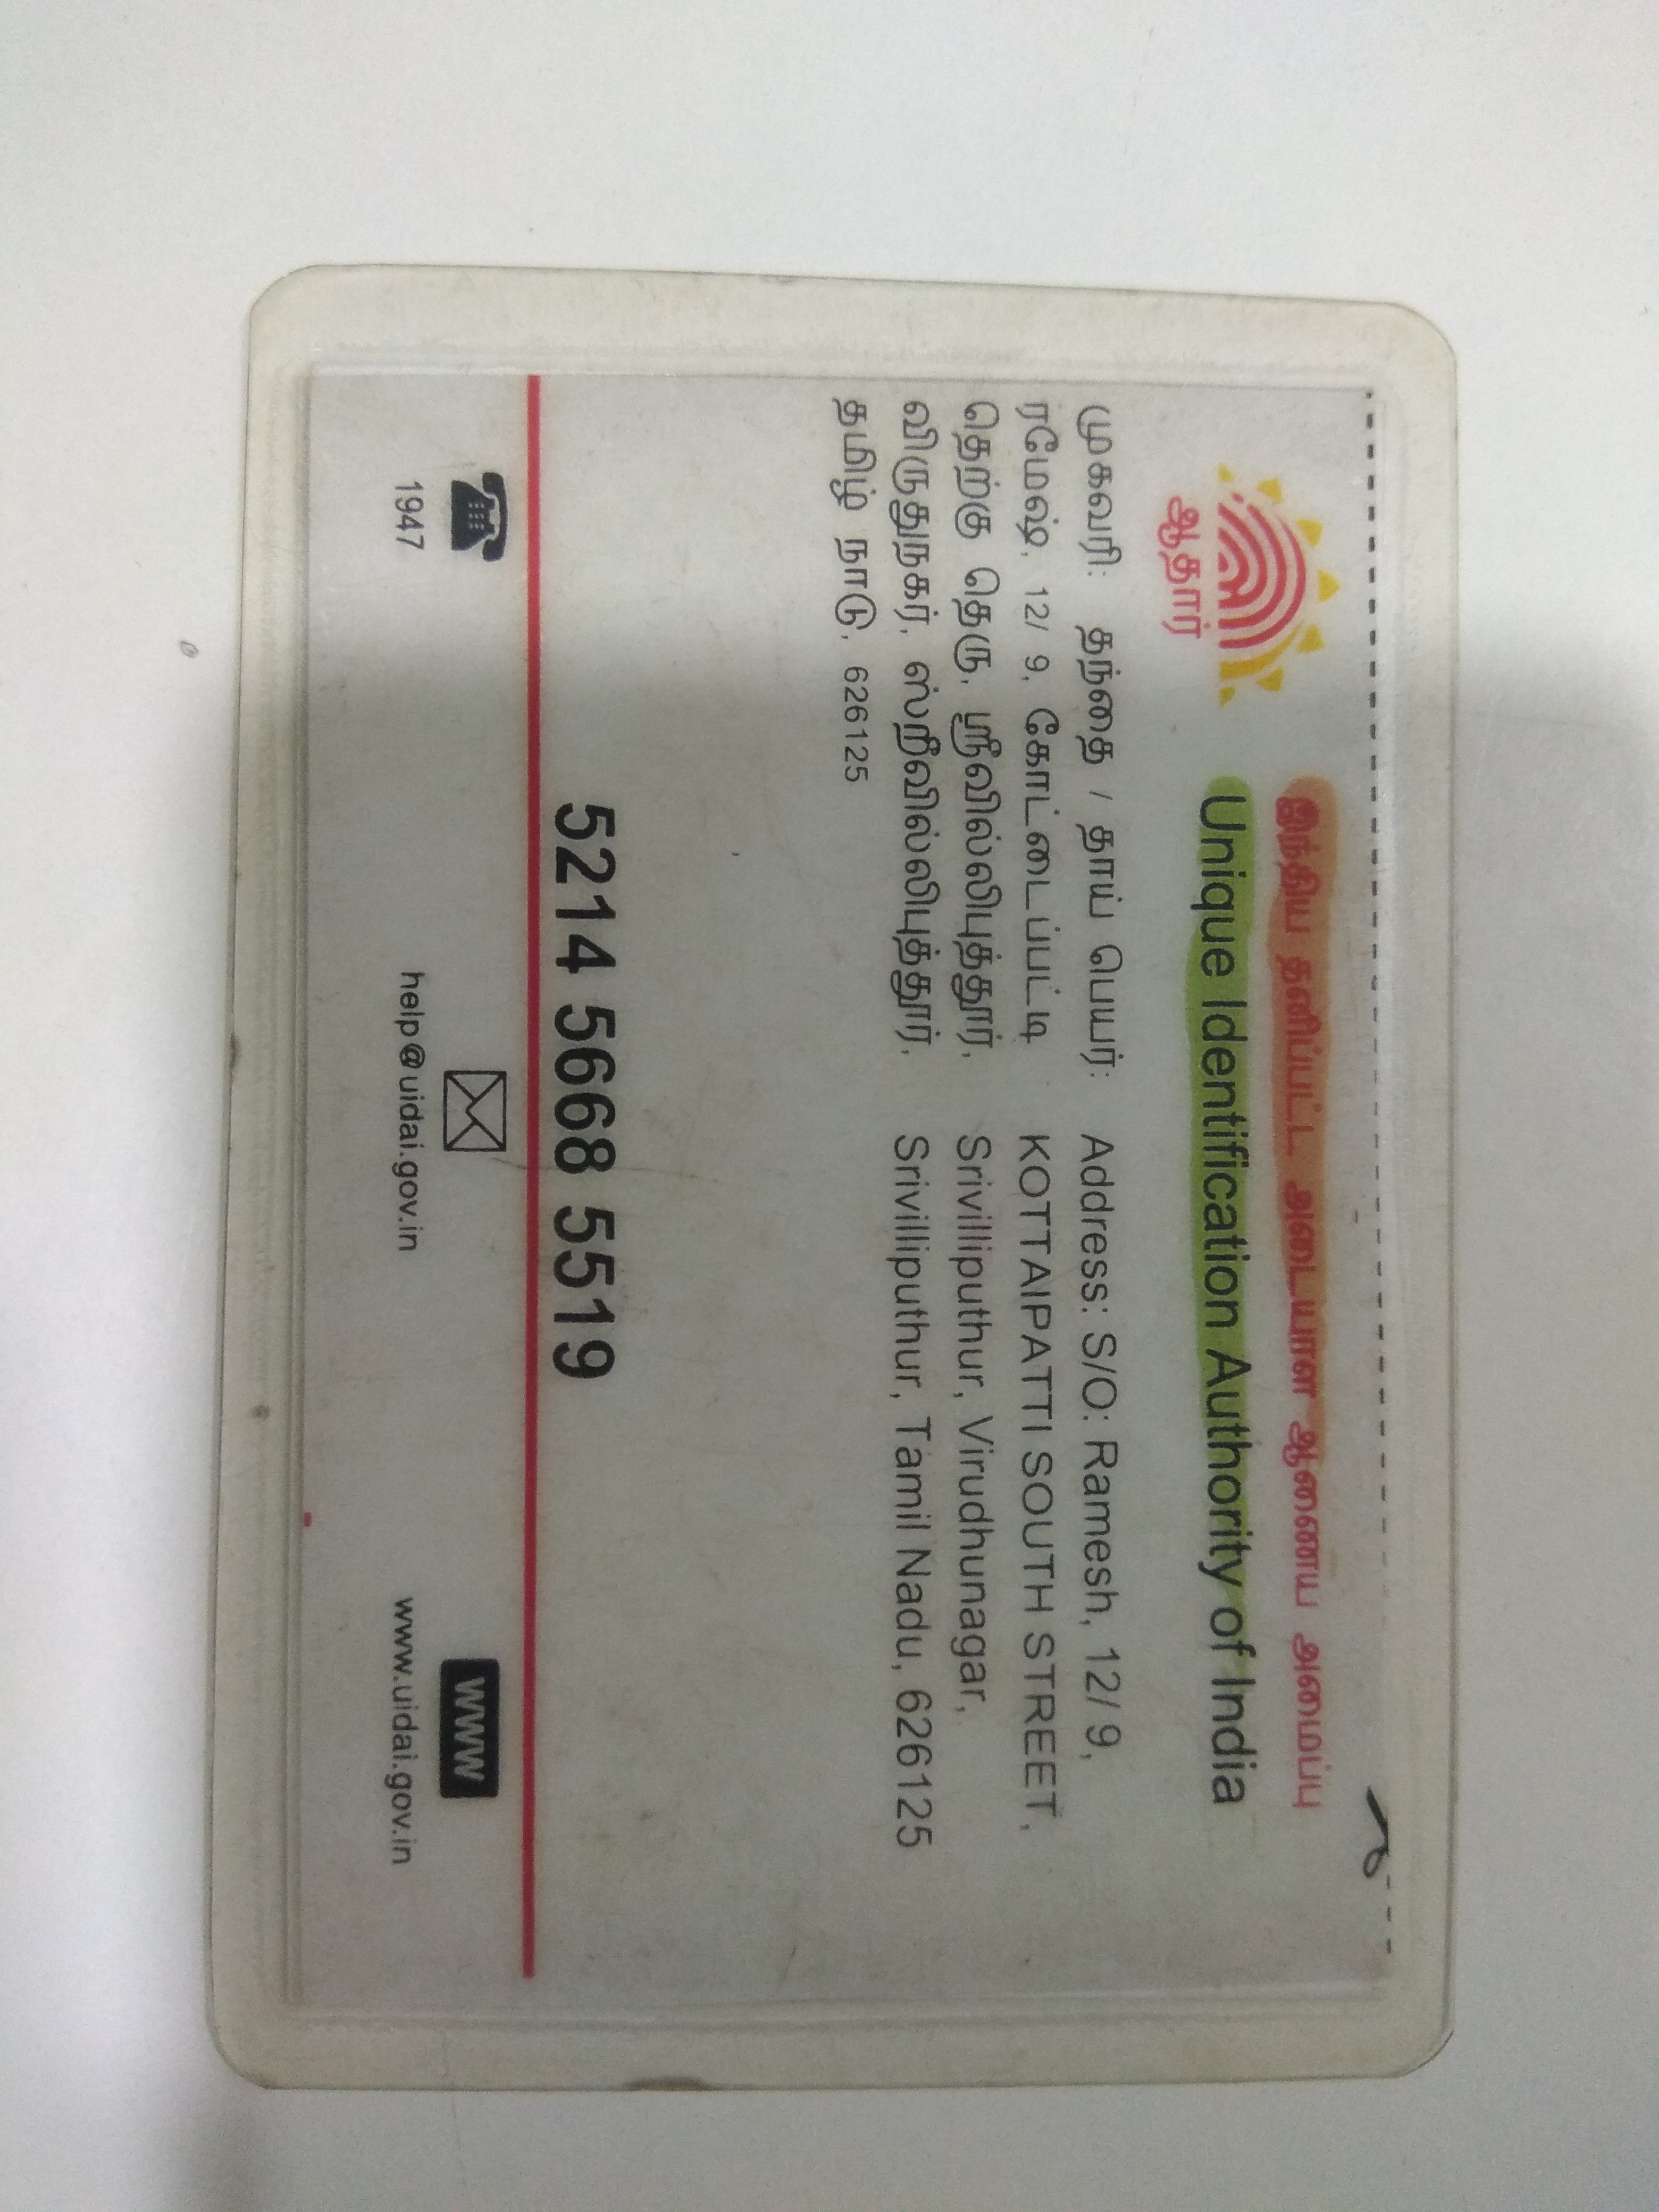 இந்திய தனிப்பட்ட அடையாள ஆணைய அமைப்பு
Unique Identification Authority of India
ஆதார்
முகவரி: தந்தை / தாய் பெயர்:
ரமேஷ், 12/ 9, கோட்டைப்பட்டி
தெற்கு தெரு, ஸ்ரீவில்லிபுத்தூர்,
விருதுநகர், ஸ்ரீவில்லிபுத்தூர்,
தமிழ் நாடு, 626125
Address: S/O: Ramesh, 12/ 9,
KOTTAIPATTI SOUTH STREET,
Srivilliputhur, Virudhunagar,
Srivilliputhur, Tamil Nadu, 626125
5214 5668 5519
1947
help@uidai.gov.in
WWW
www.uidai.gov.in